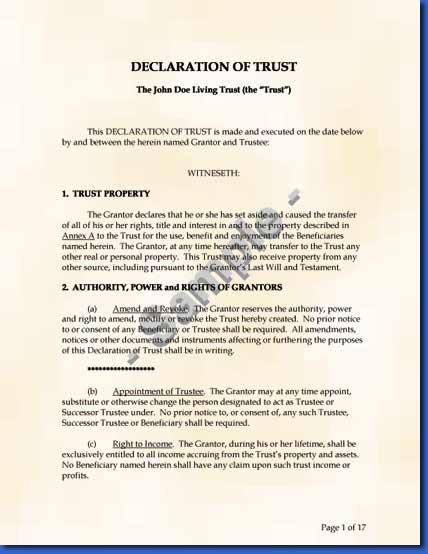 DECLARATION OF TRUST
The John Doe Living Trust (the “Trust”)
This DECLARATION OF TRUST is made and executed on the date below
by and between the herein named Grantor and Trustee:
WITNESETH:
1. TRUST PROPERTY
The Grantor declares that he or she has set aside and caused the transfer
of all of his or her rights, title and interest in and to the property described in
Annex A to the Trust for the use, benefit and enjoyment of the Beneficiaries
named herein. The Grantor, at any time hereafter, may transfer to the Trust any
other real or personal property. This Trust may also receive property from any
other source, including pursuant to the Grantor's Last Will and Testament.
2. AUTHORITY, POWER and RIGHTS OF GRANTORS
(a) Amend and Revoke. The Grantor reserves the authority, power
and right to amend, modify or revoke the Trust hereby created. No prior notice
to or consent of any Beneficiary or Trustee shall be required. All amendments,
notices or other documents and instruments affecting or furthering the purposes
of this Declaration of Trust shall be in writing.
******************
(b) Appointment of Trustee. The Grantor may at any time appoint,
substitute or otherwise change the person designated to act as Trustee or
Successor Trustee under. No prior notice to, or consent of, any such Trustee,
Successor Trustee or Beneficiary shall be required.
(c) Right to Income. The Grantor, during his or her lifetime, shall be
exclusively entitled to all income accruing from the Trust's property and assets.
No Beneficiary named herein shall have any claim upon such trust income or
profits.
Page 1 of 17
- Sample -